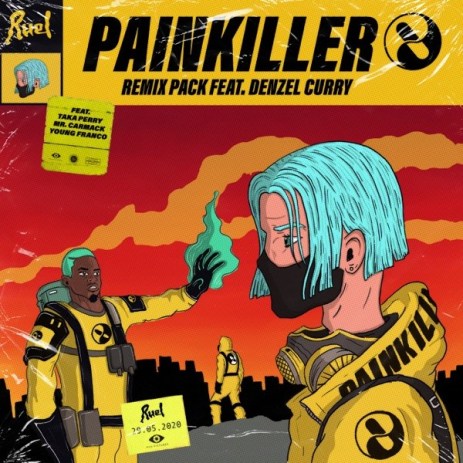 Ruel
PAINKILLER
REMIX PACK FEAT. DENZEL CURRY
FEAT.
TAKA PERRY
MR. CARMACK
YOUNG FRANCO
PAINKILL
Ruel
29.05.2020